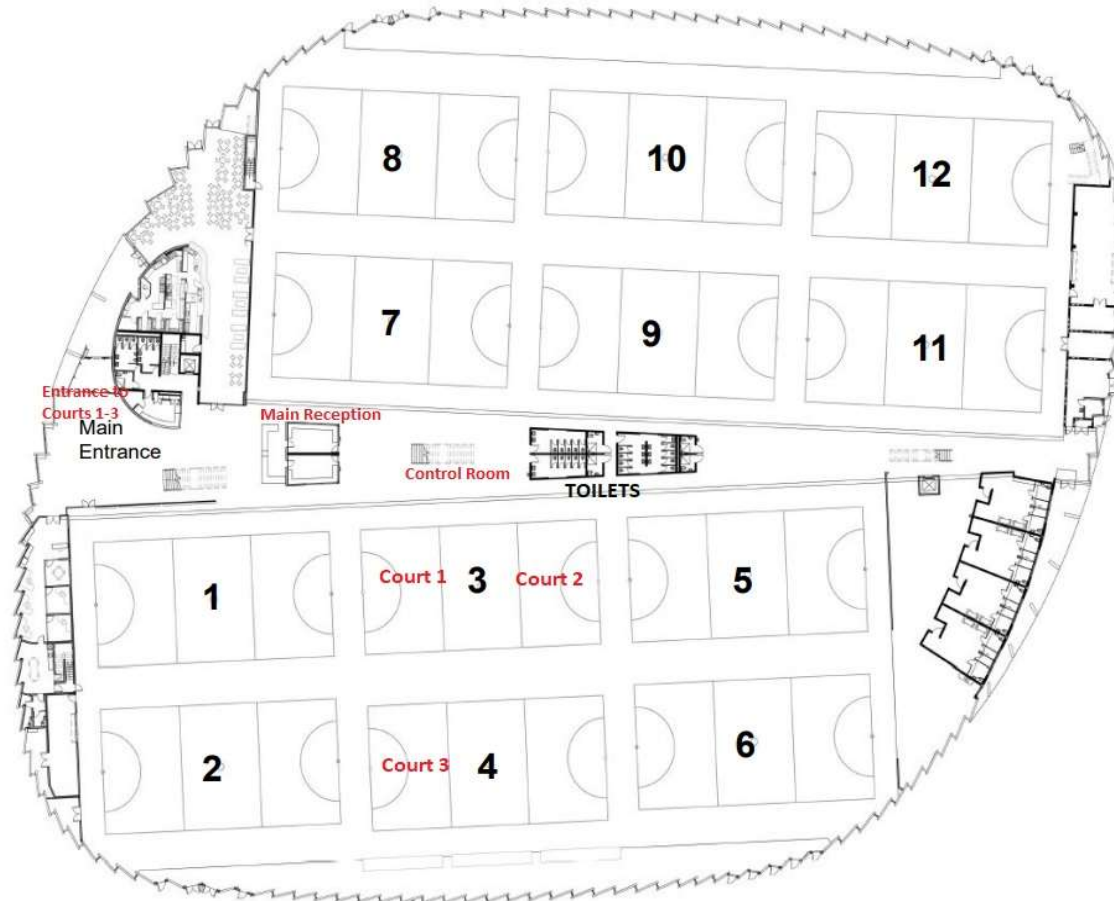 8
10
12
7
9
11
Entrance to
Courts 1-3
Main
Entrance
Main Reception
Control Room
TOILETS
1
Court 1
3
Court 2
5
2
Court 3
4
6